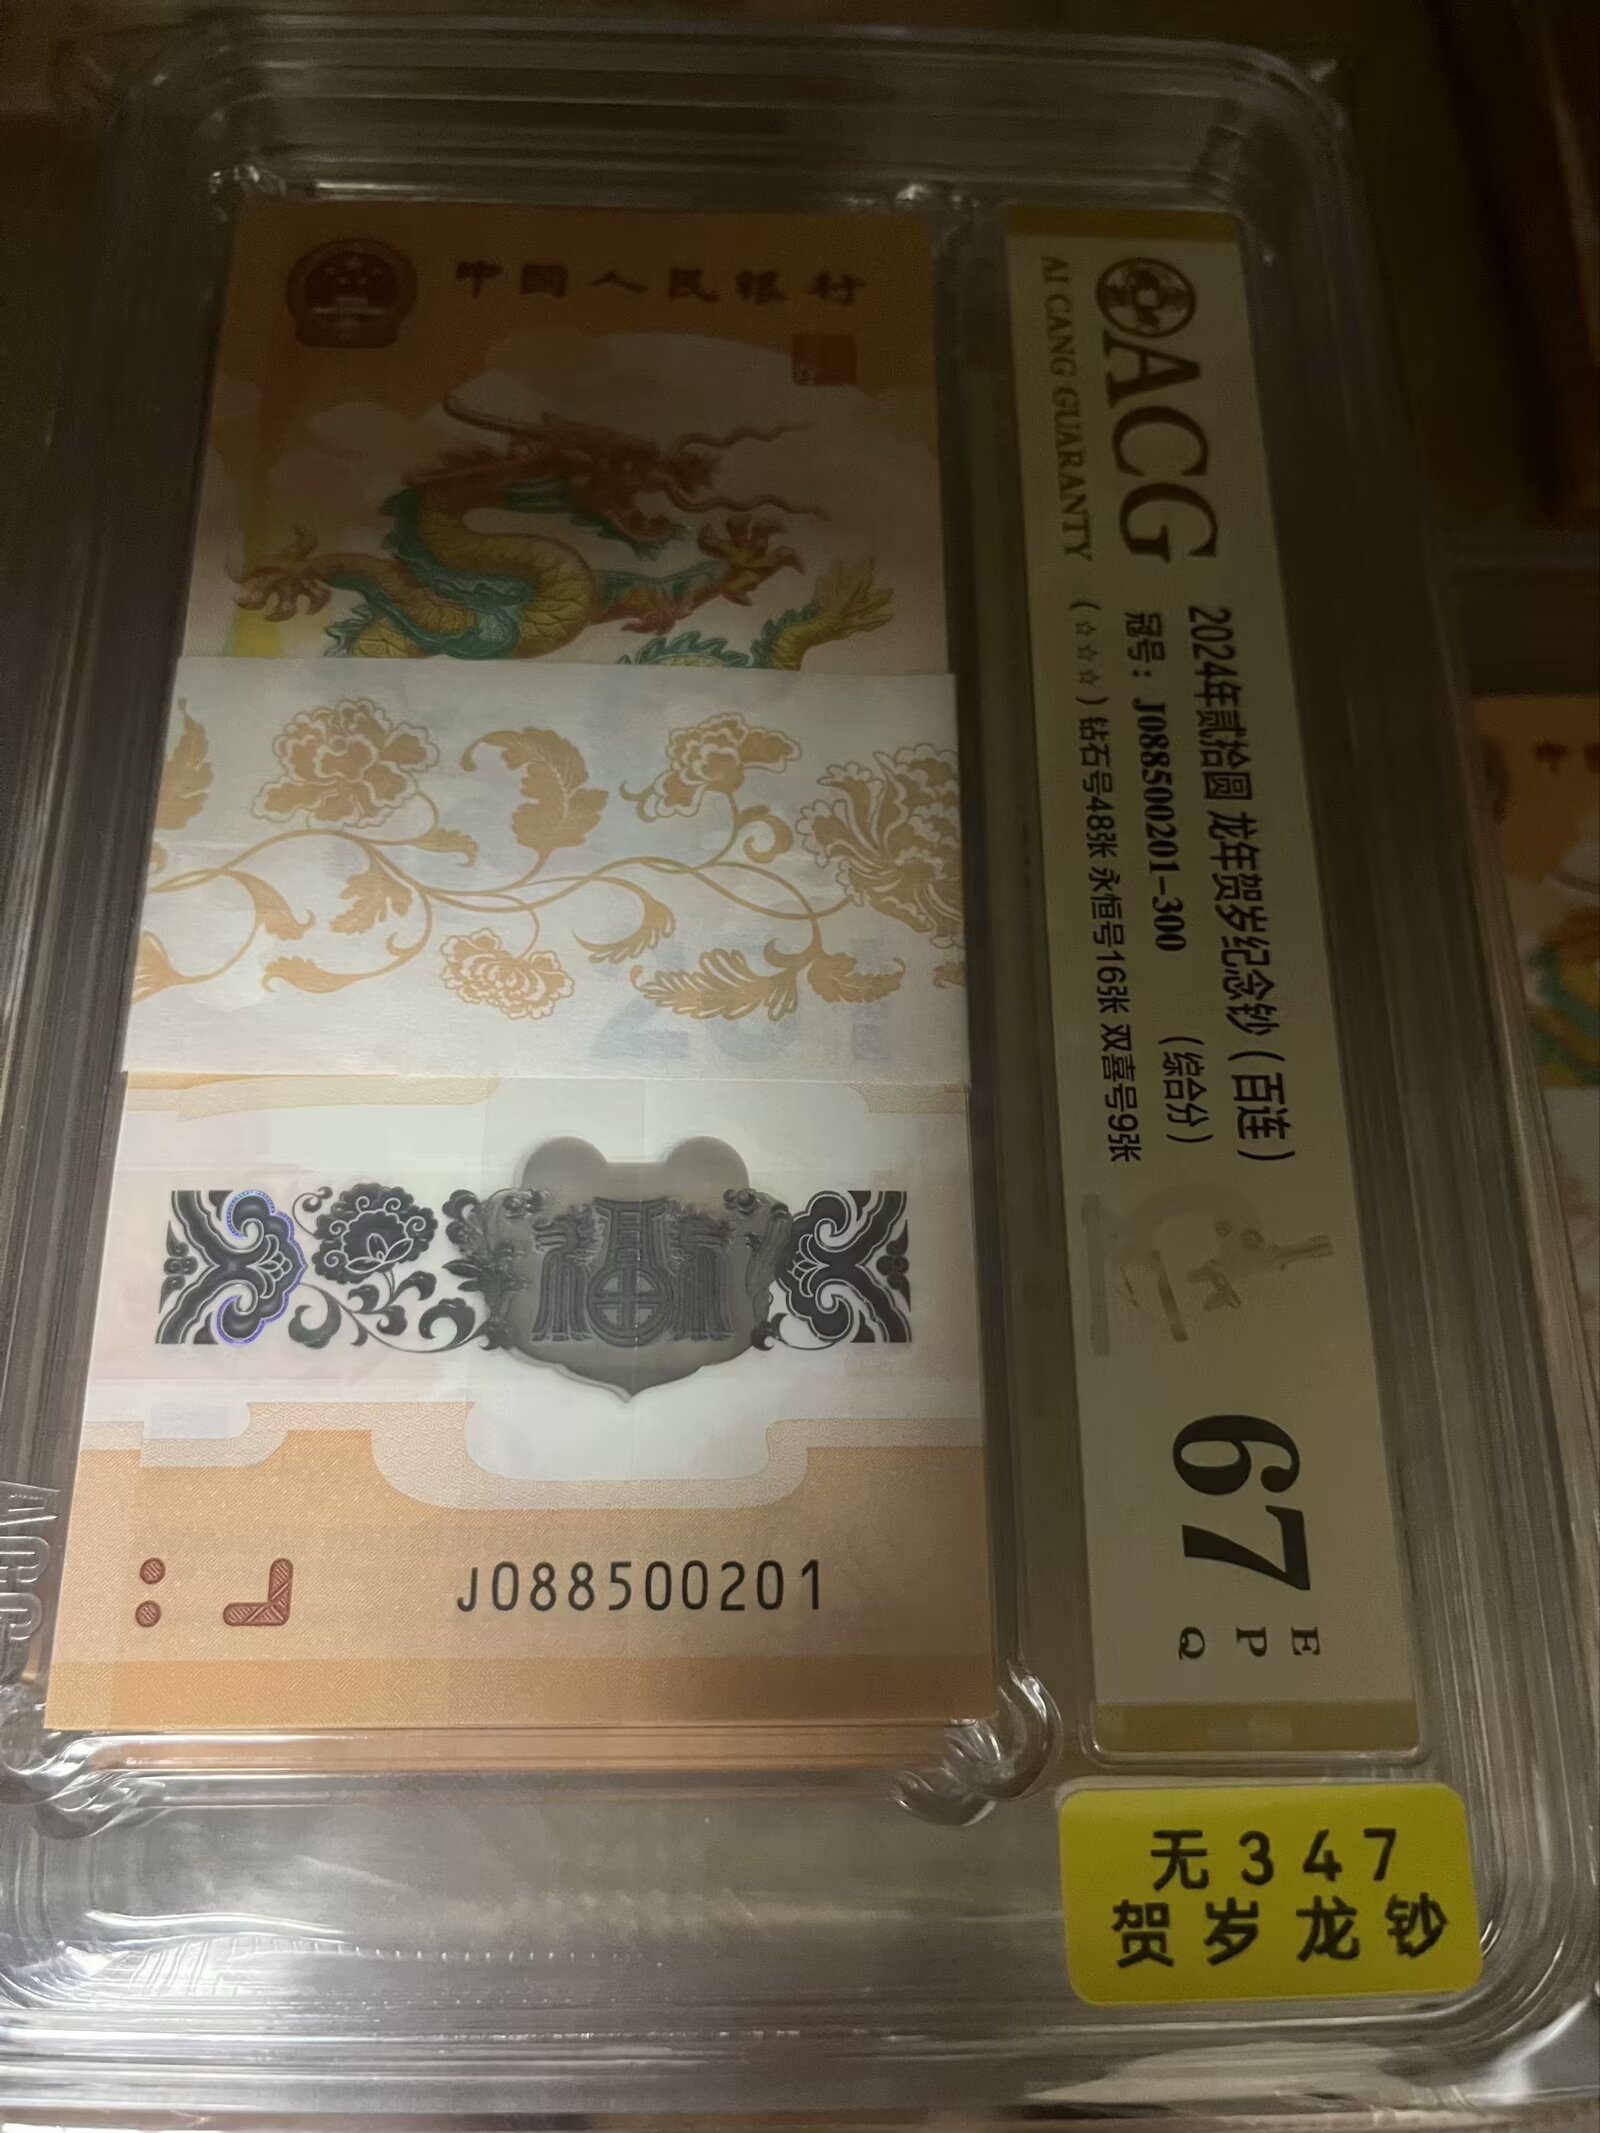 中国人民银行
福
J088500201
ACG
AI CANG GUARANTY
2024年贰拾圆 龙年贺岁纪念钞（百连）
冠号：J088500201-300 （综合分）
（☆☆☆）钻石号48张 永恒号16张 双喜号9张
67
E
P
Q
无347
贺岁龙钞
ACG